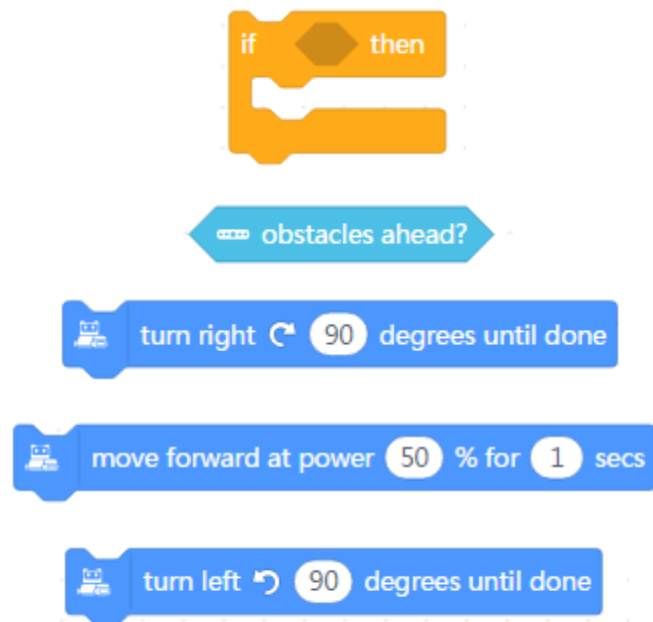 if then
obstacles ahead?
turn right 90 degrees until done
move forward at power 50 % for 1 secs
turn left 90 degrees until done